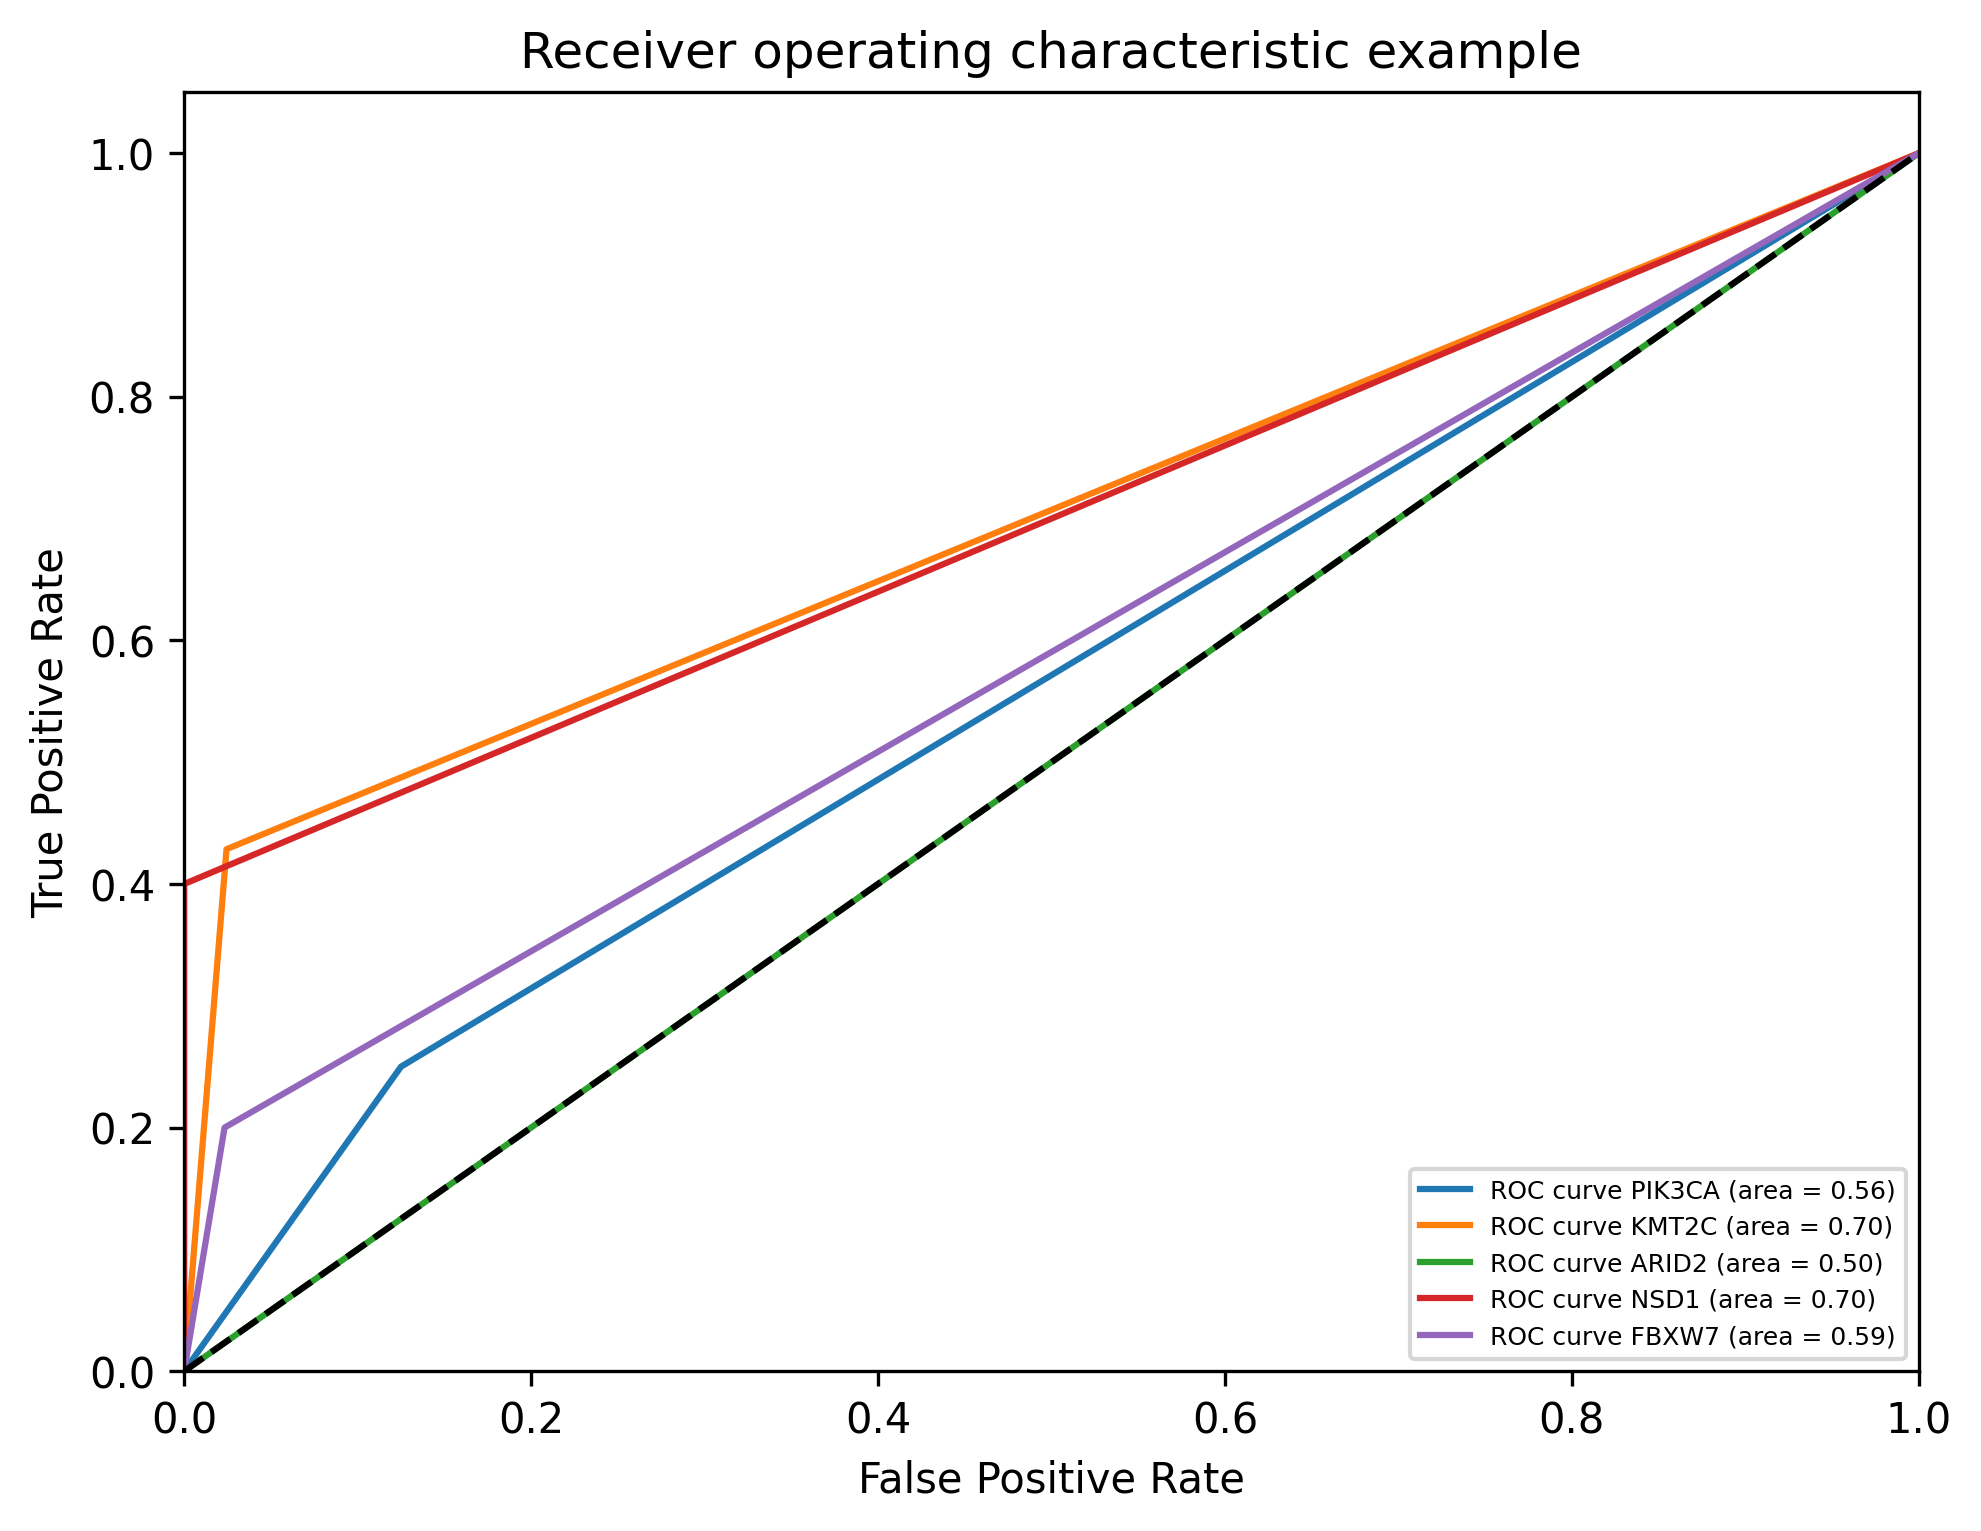 Receiver operating characteristic example
True Positive Rate
1.0
0.8
0.6
0.4
0.2
0.0
ROC curve PIK3CA (area = 0.56)
ROC curve KMT2C (area = 0.70)
ROC curve ARID2 (area = 0.50)
ROC curve NSD1 (area = 0.70)
ROC curve FBXW7 (area = 0.59)
0.0 0.2 0.4 0.6 0.8 1.0
False Positive Rate